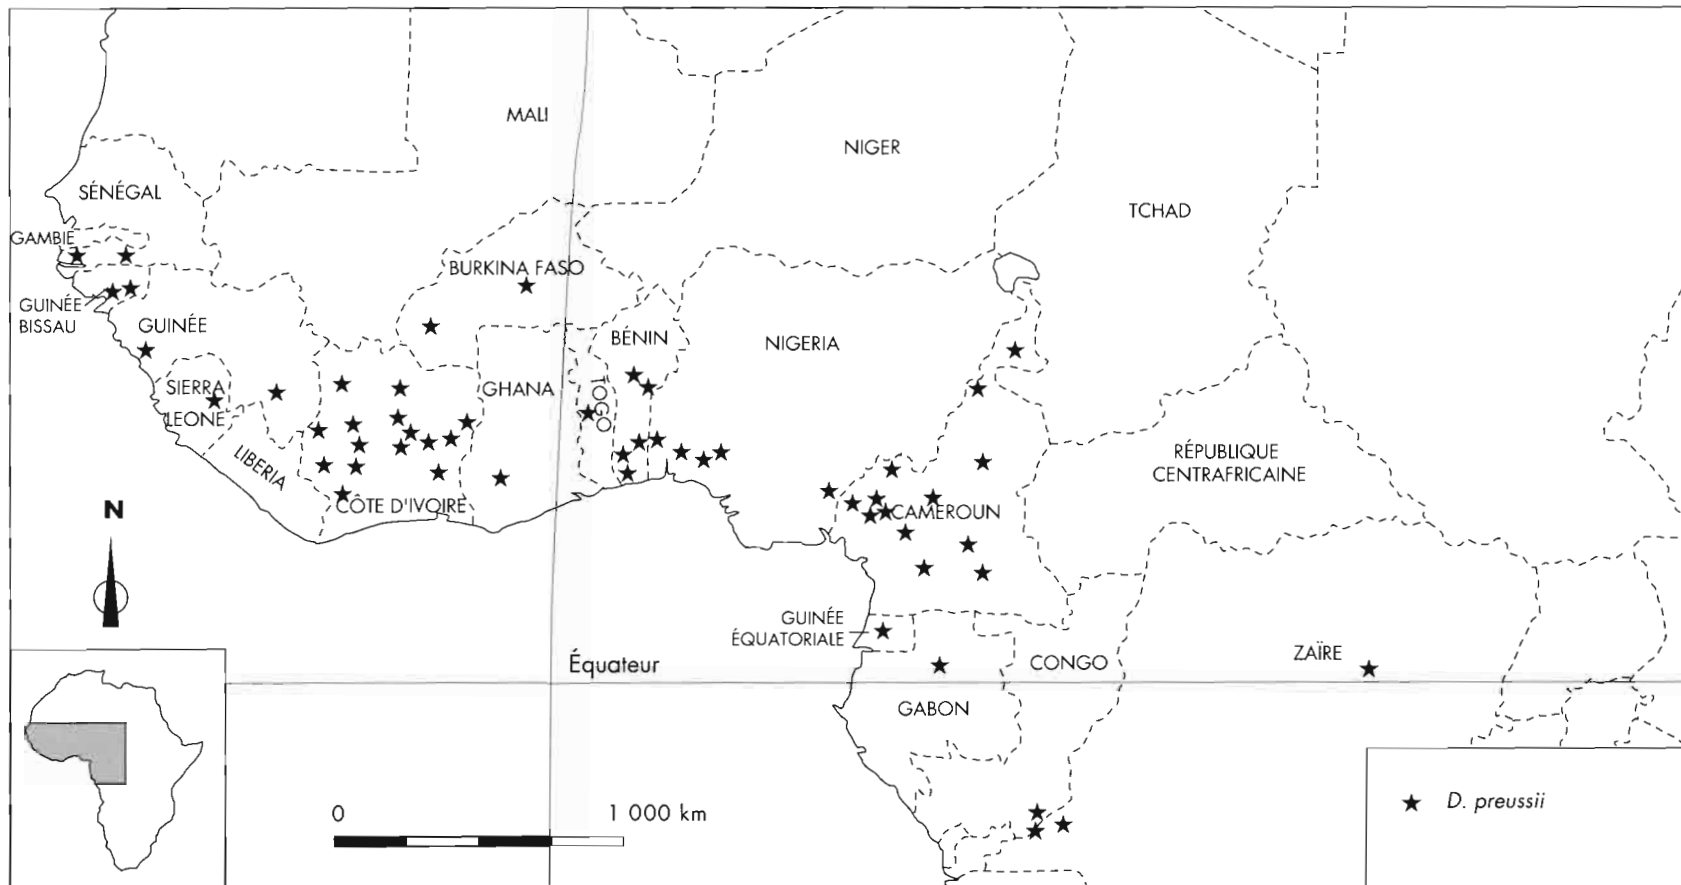 MALI
NIGER
SÉNÉGAL
TCHAD
GAMBIE
BURKINA FASO
GUINÉE
BISSAU
GUINÉE
BÉNIN
NIGERIA
SIERRA
LEONE
GHANA
TOGO
LIBERIA
CÔTE D'IVOIRE
RÉPUBLIQUE
CENTRAFRICAINE
CAMEROUN
N
GUINÉE
ÉQUATORIALE
Équateur
CONGO
ZAÏRE
GABON
0
1 000 km
D. preussii